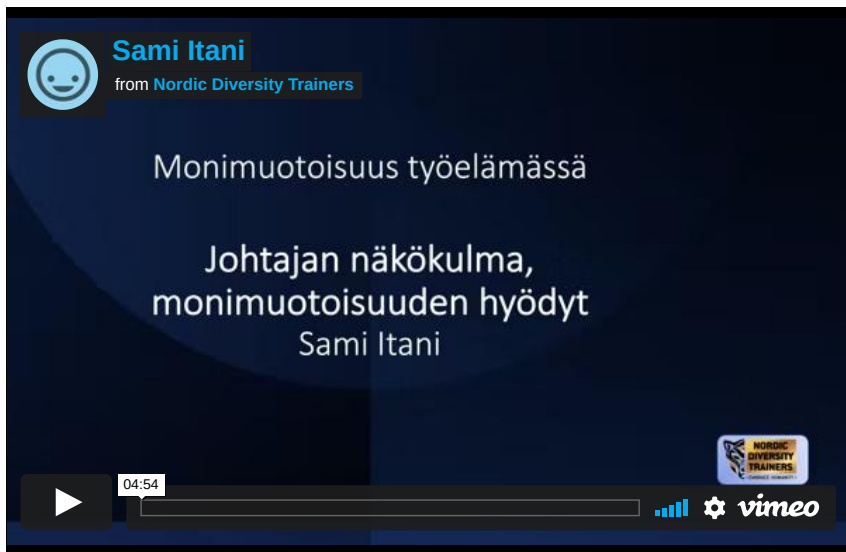 Sami Itani
from Nordic Diversity Trainers
Monimuotoisuus työelämässä
Johtajan näkökulma,
monimuotoisuuden hyödyt
Sami Itani
NORDIC
DIVERSITY
TRAINERS
04:54
vimeo